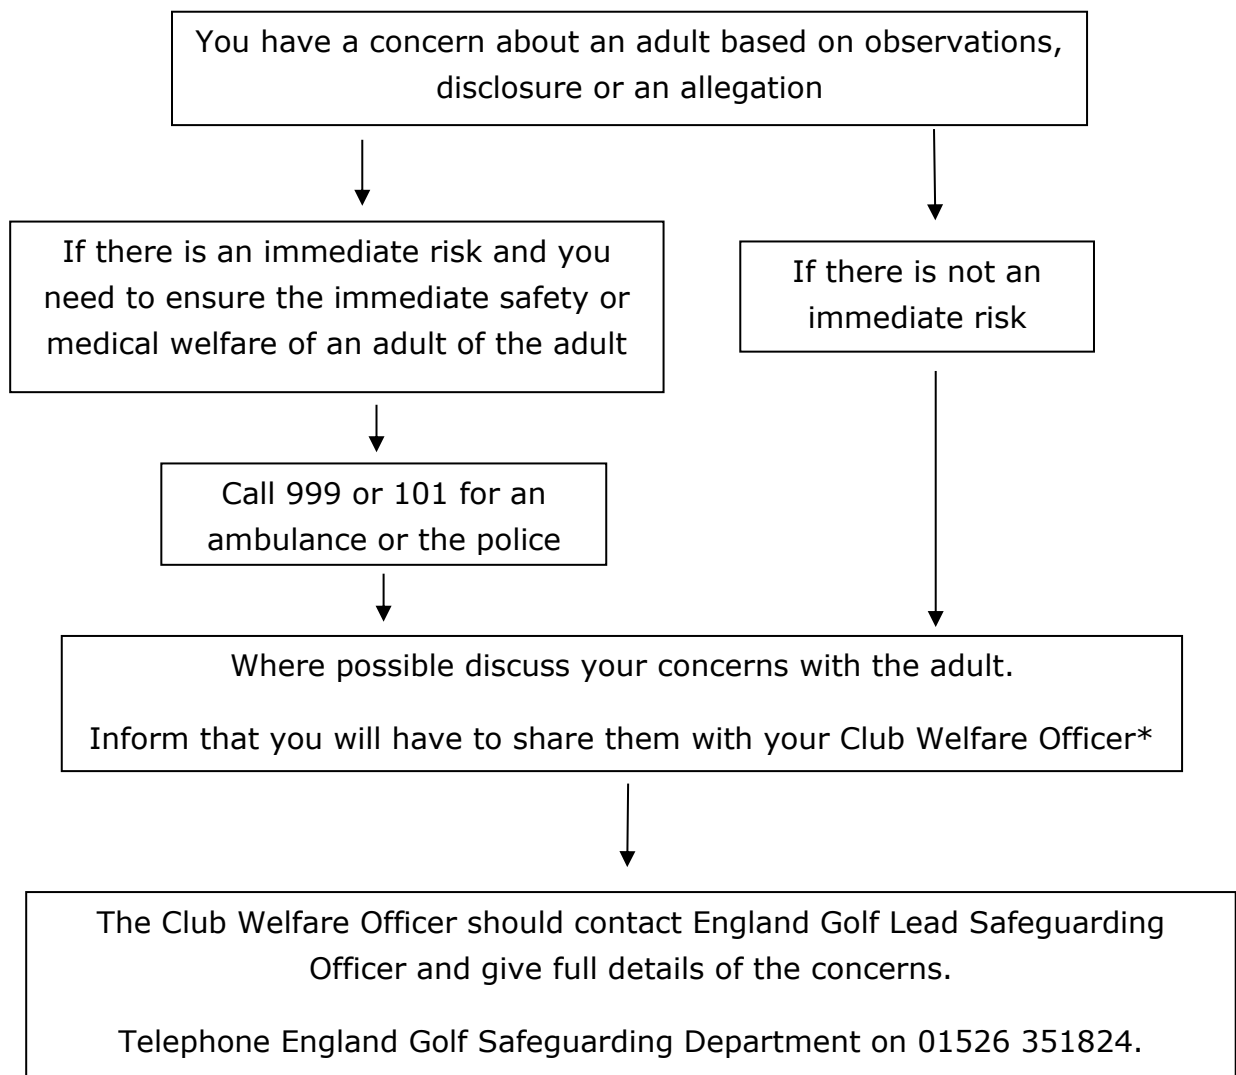 You have a concern about an adult based on observations,
disclosure or an allegation
If there is an immediate risk and you
need to ensure the immediate safety or
medical welfare of an adult of the adult
If there is not an
immediate risk
Call 999 or 101 for an
ambulance or the police
Where possible discuss your concerns with the adult.
Inform that you will have to share them with your Club Welfare Officer*
The Club Welfare Officer should contact England Golf Lead Safeguarding
Officer and give full details of the concerns.
Telephone England Golf Safeguarding Department on 01526 351824.